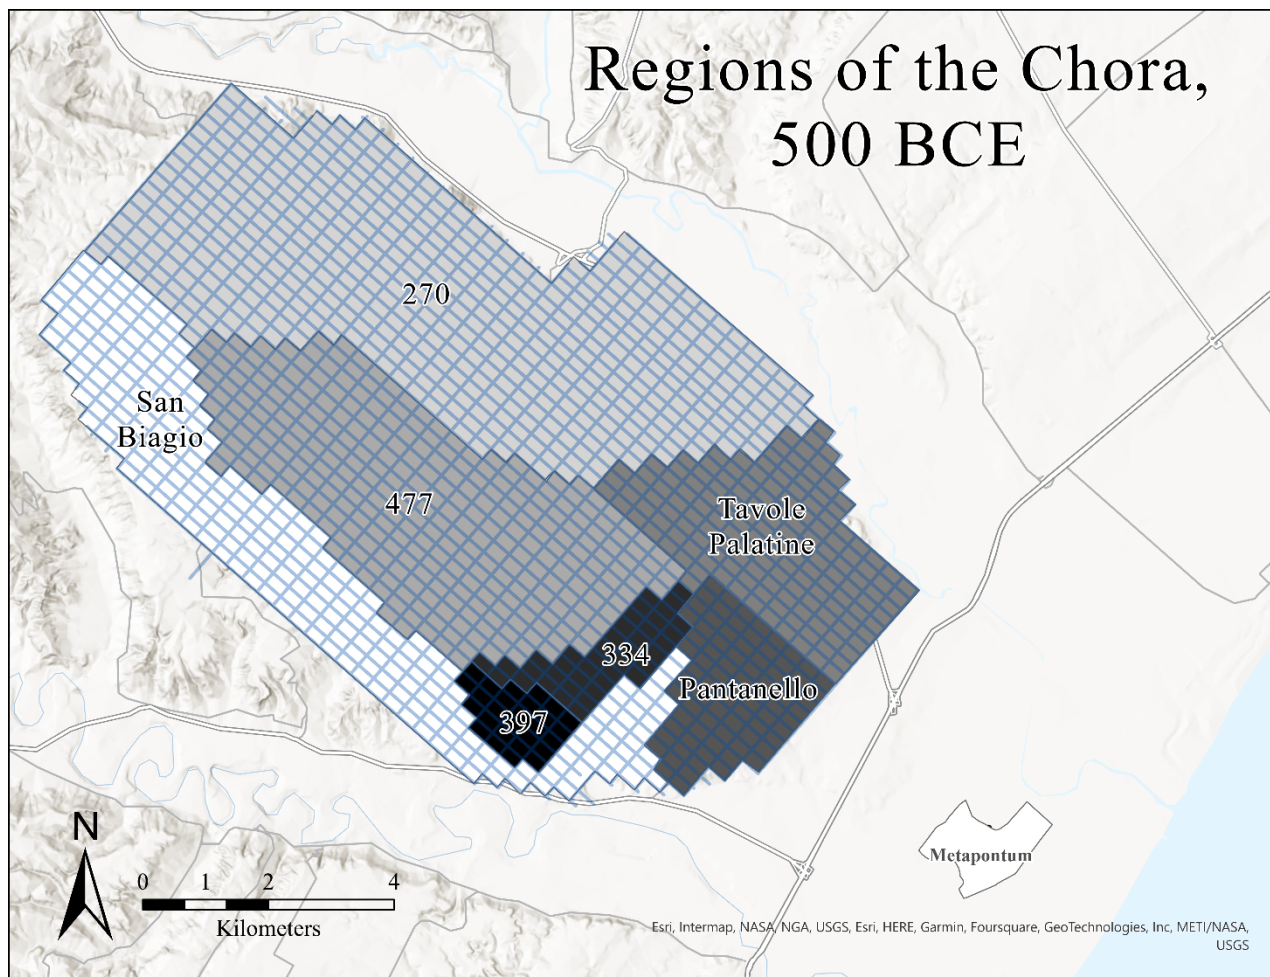 Regions of the Chora,
500 BCE
270
San
Biagio
477
Tavole
Palatine
334
Pantanello
397
N
0 1 2 4
Kilometers
Metapontum
Esri, Intermap, NASA, NGA, USGS, Esri, HERE, Garmin, Foursquare, GeoTechnologies, Inc, METI/NASA,
USGS